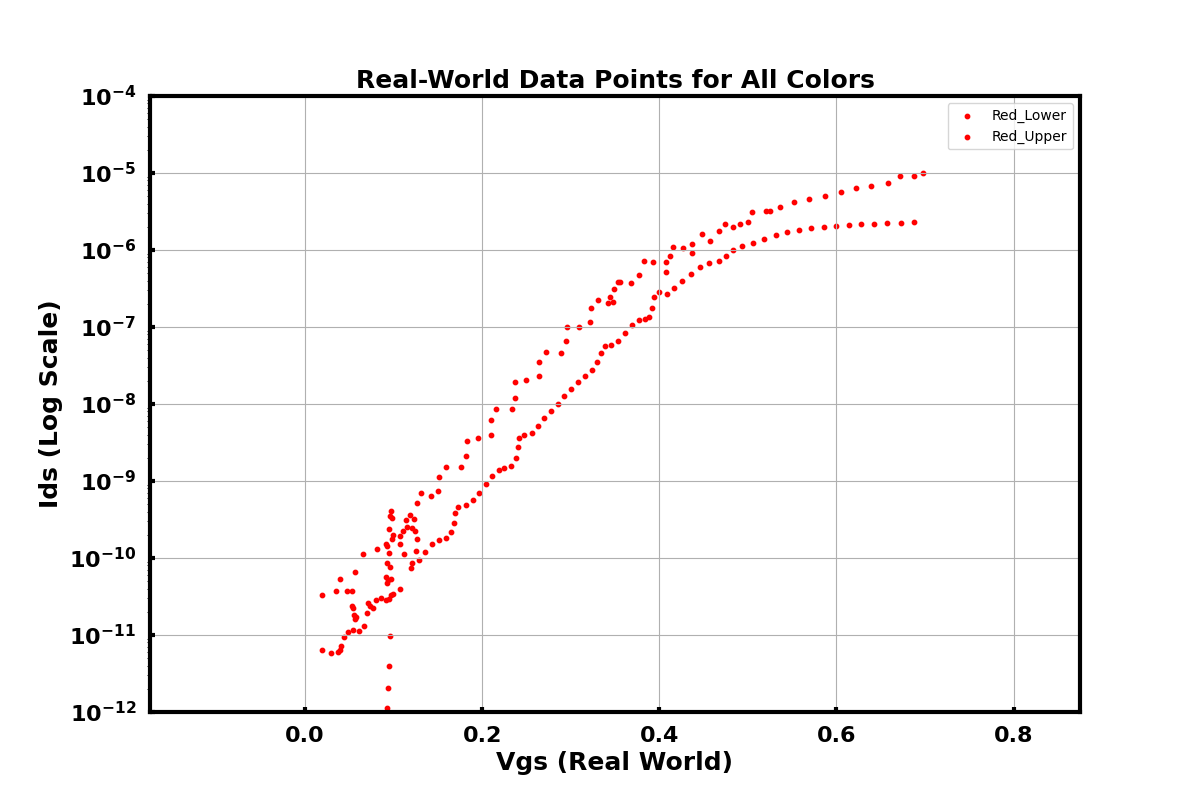 Real-World Data Points for All Colors
10⁻⁴
Red_Lower
Red_Upper
10⁻⁵
10⁻⁶
10⁻⁷
10⁻⁸
10⁻⁹
10⁻¹⁰
10⁻¹¹
10⁻¹²
Ids (Log Scale)
0.0 0.2 0.4 0.6 0.8
Vgs (Real World)